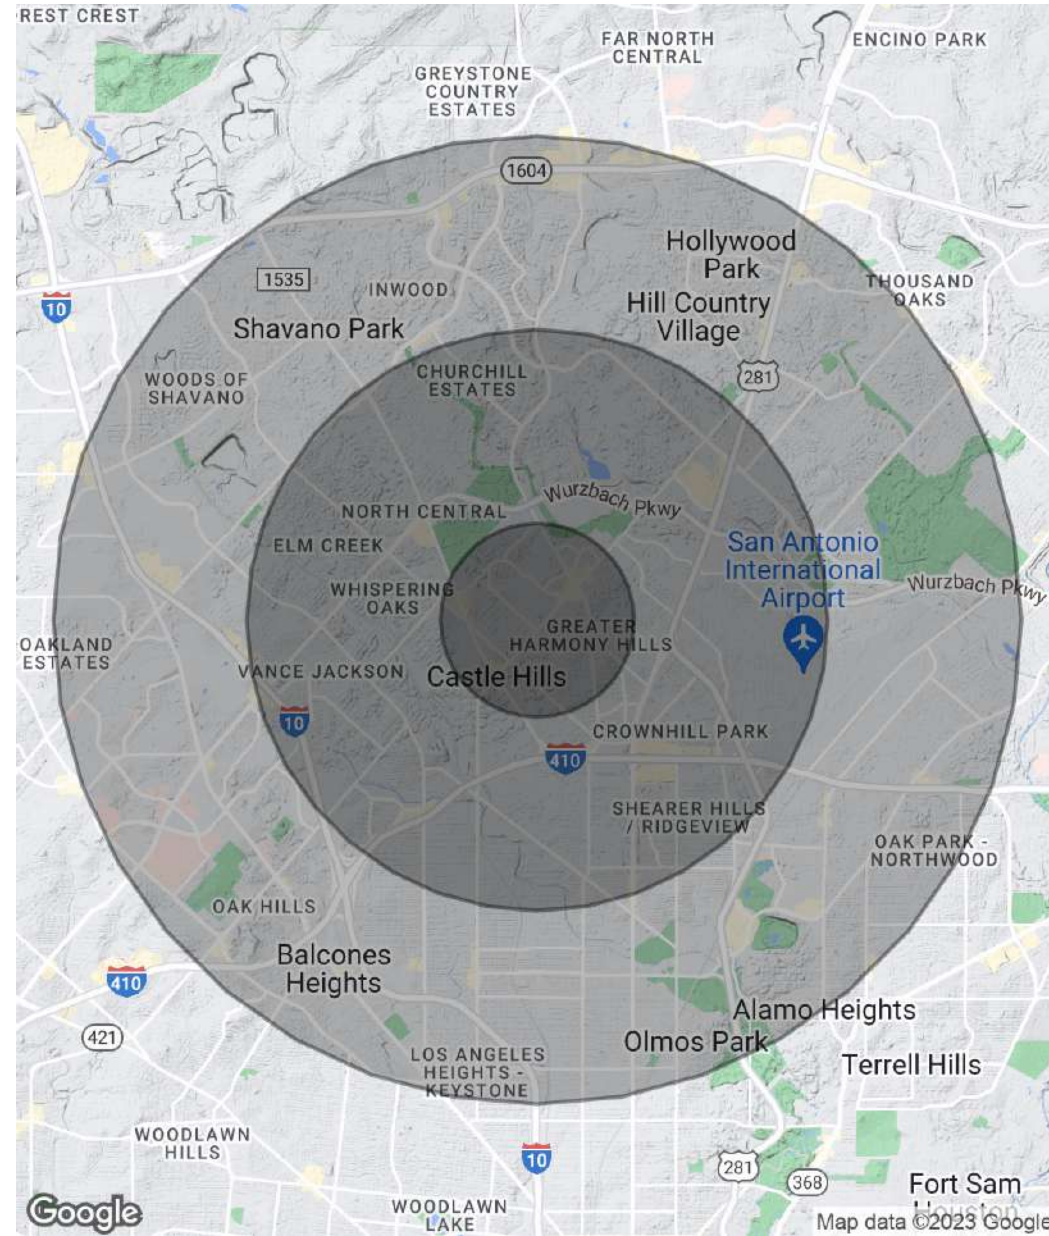 REST CREST
FAR NORTH
CENTRAL
ENCINO PARK
GREYSTONE
COUNTRY
ESTATES
1604
Hollywood
Park
1535
INWOOD
THOUSAND
OAKS
10
Hill Country
Village
Shavano Park
CHURCHILL
ESTATES
281
WOODS OF
SHAVANO
Wurzbach Pkwy
NORTH CENTRAL
ELM CREEK
San Antonio
International
Airport
Wurzbach Pkwy
WHISPERING
OAKS
GREATER
HARMONY HILLS
OAKLAND
ESTATES
VANCE JACKSON
Castle Hills
10
CROWNHILL PARK
410
SHEARER HILLS
/ RIDGEVIEW
OAK PARK -
NORTHWOOD
OAK HILLS
Balcones
Heights
410
Alamo Heights
421
Olmos Park
LOS ANGELES
HEIGHTS -
KEYSTONE
Terrell Hills
WOODLAWN
HILLS
10
281
368
Fort Sam
Houston
WOODLAWN
LAKE
Google
Map data ©2023 Google